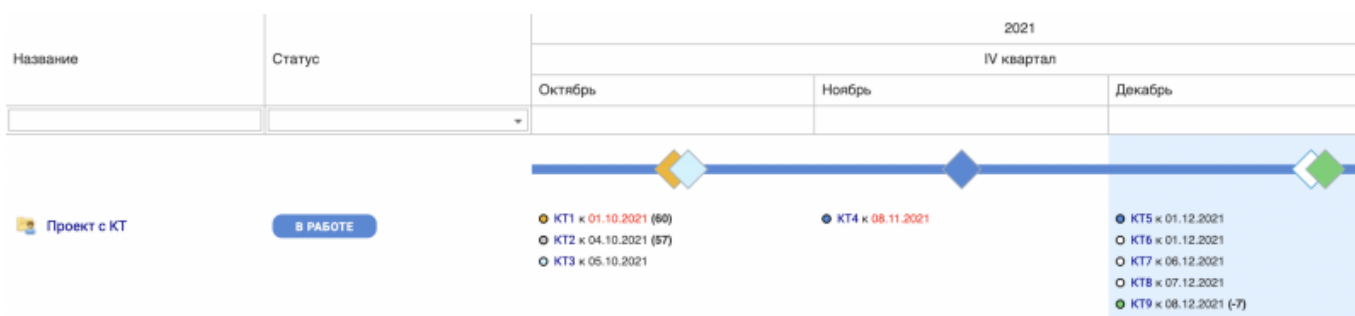 2021
Название
Статус
IV квартал
Октябрь
Ноябрь
Декабрь
Проект с КТ
В РАБОТЕ
КТ1 к 01.10.2021 (60)
КТ2 к 04.10.2021 (57)
КТ3 к 05.10.2021
КТ4 к 08.11.2021
КТ5 к 01.12.2021
КТ6 к 01.12.2021
КТ7 к 06.12.2021
КТ8 к 07.12.2021
КТ9 к 08.12.2021 (-7)